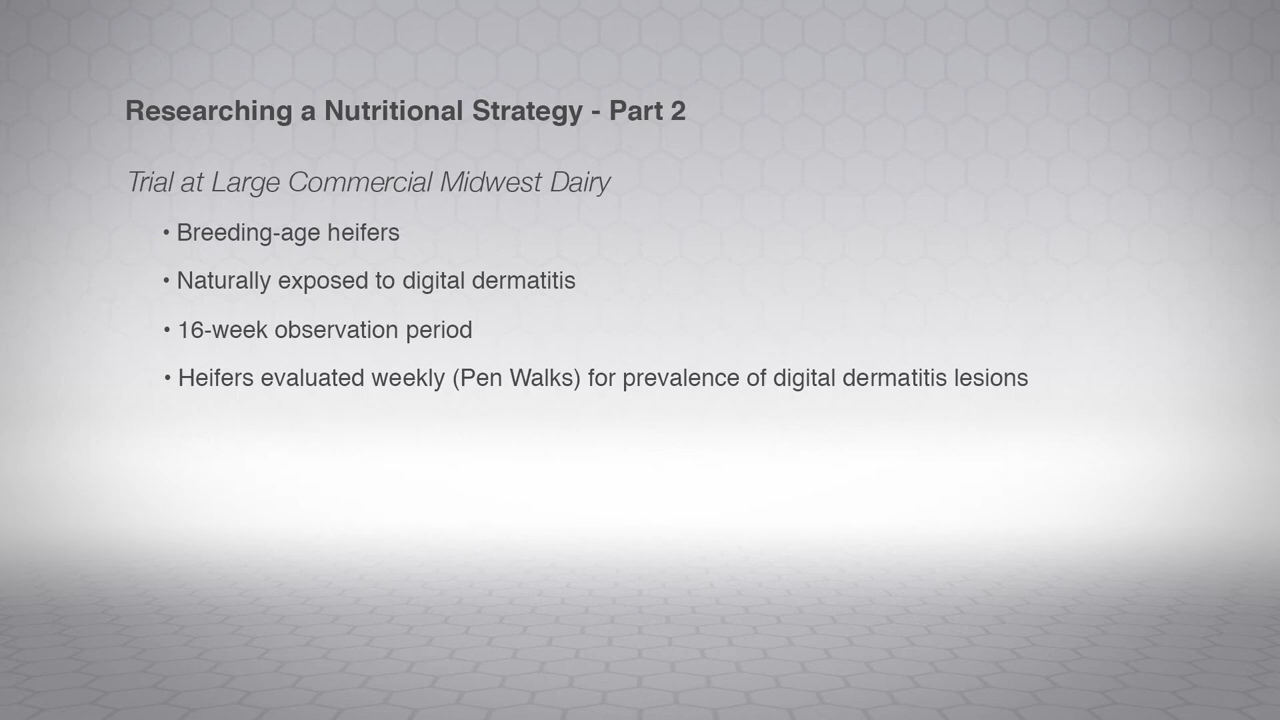 Researching a Nutritional Strategy - Part 2
Trial at Large Commercial Midwest Dairy
• Breeding-age heifers
• Naturally exposed to digital dermatitis
• 16-week observation period
• Heifers evaluated weekly (Pen Walks) for prevalence of digital dermatitis lesions